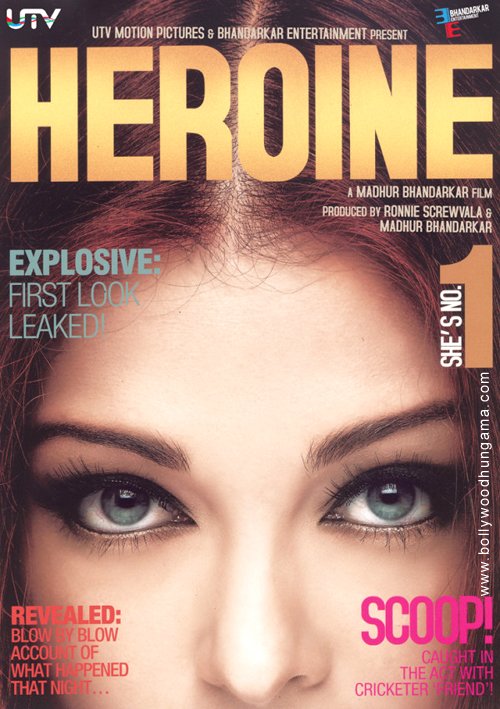 UTV
BHANDARKAR
ENTERTAINMENT
UTV MOTION PICTURES & BHANDARKAR ENTERTAINMENT PRESENT
HEROINE
A MADHUR BHANDARKAR FILM
PRODUCED BY RONNIE SCREWVALA &
MADHUR BHANDARKAR
EXPLOSIVE:
FIRST LOOK
LEAKED!
SHE'S NO. 1
www.bollywoodhungama.com
REVEALED:
BLOW BY BLOW
ACCOUNT OF
WHAT HAPPENED
THAT NIGHT...
SCOOP!
CAUGHT IN
THE ACT WITH
CRICKETER 'FRIEND'!